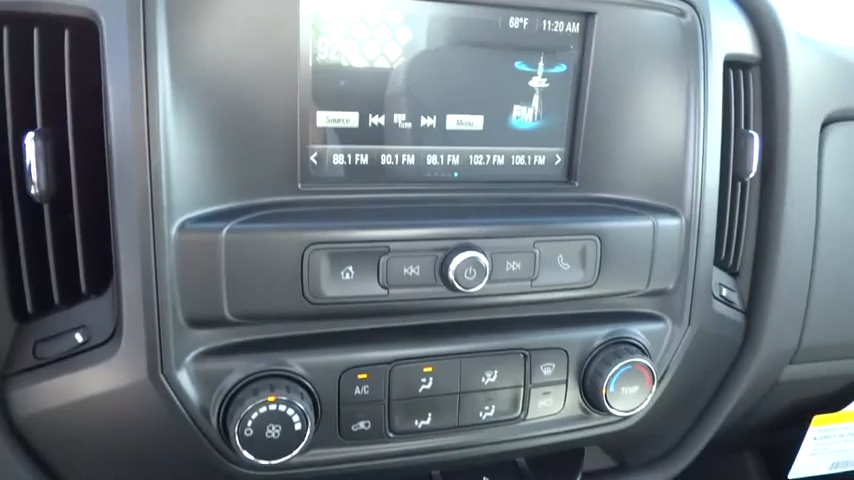 68°F 11:20 AM
FM
Source Tune Menu
88.1 FM 90.1 FM 98.1 FM 102.7 FM 106.1 FM
A/C
TEMP